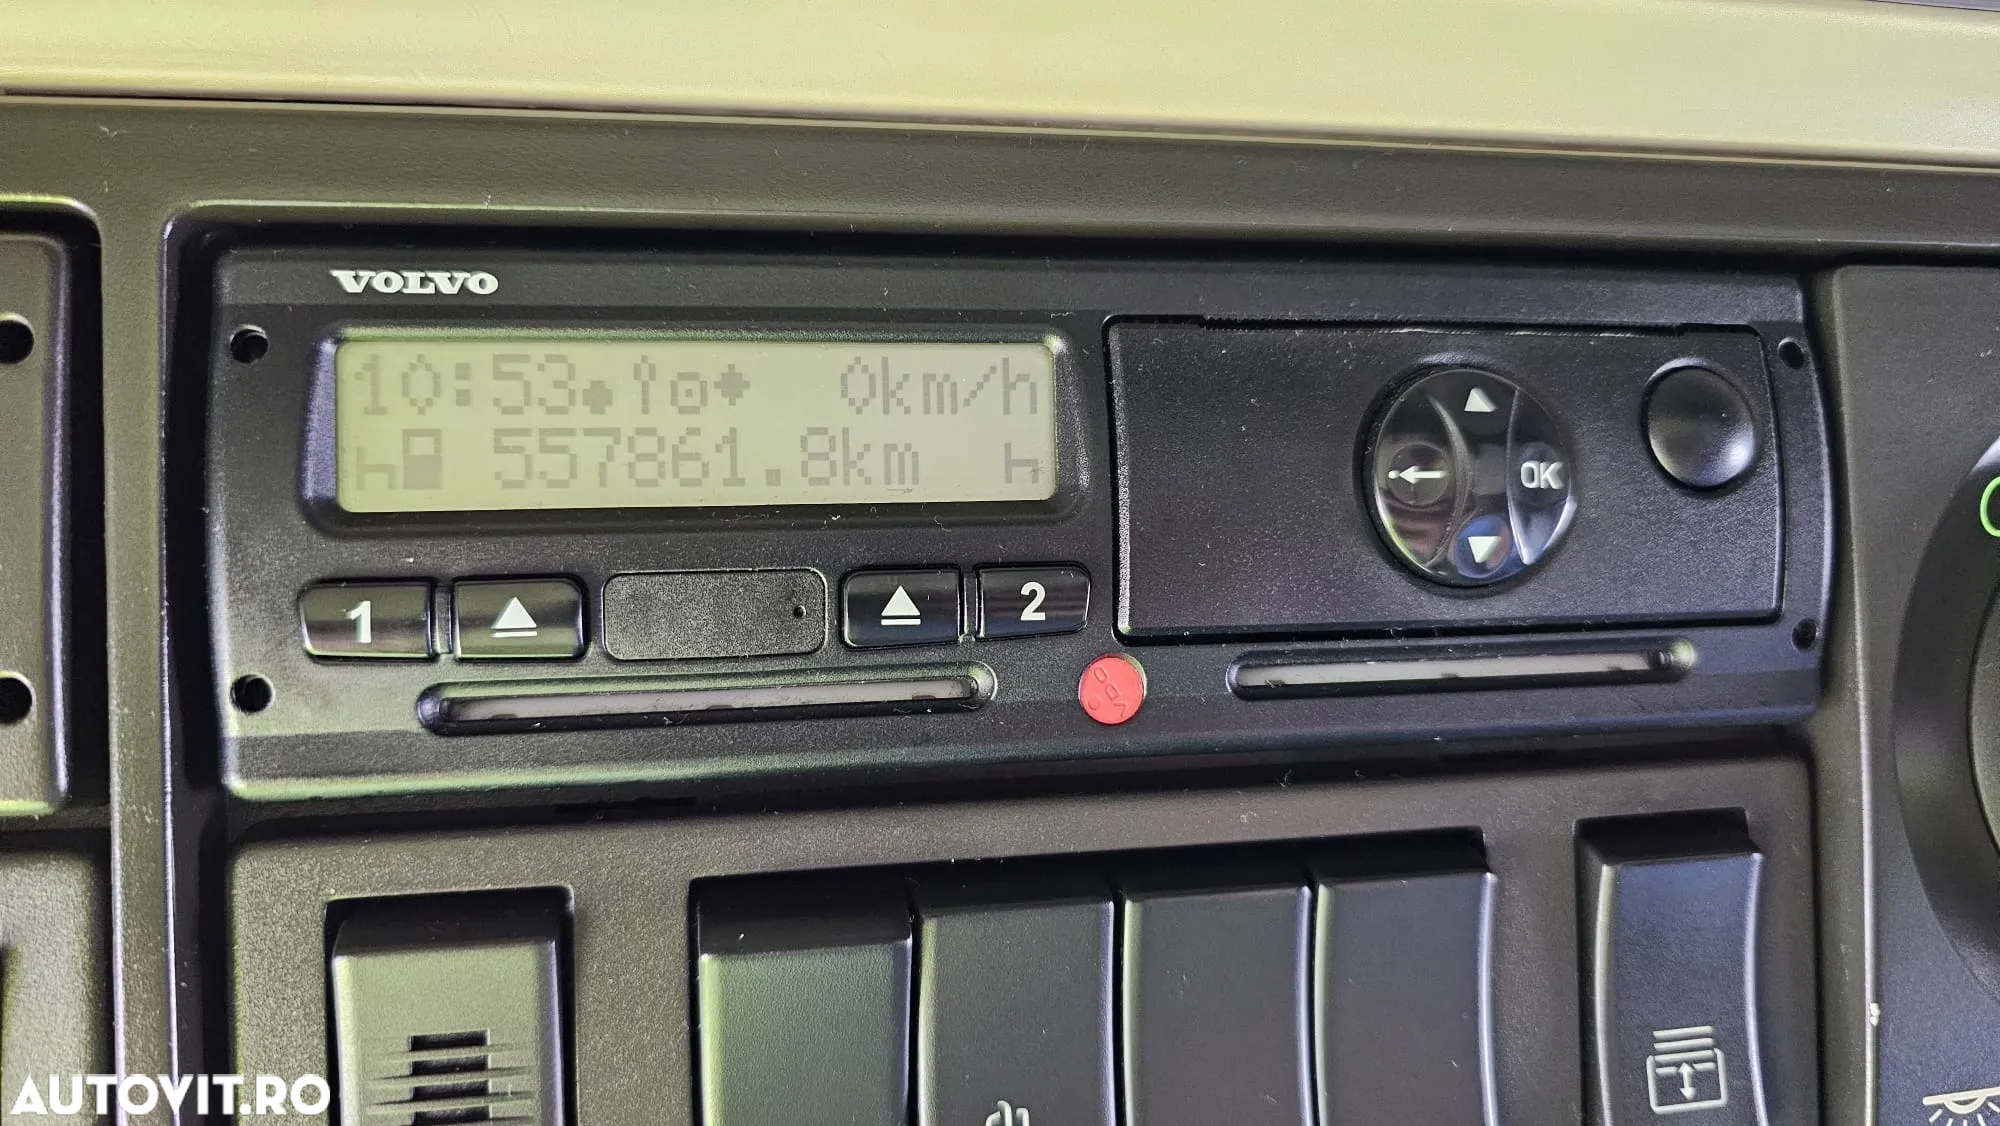 VOLVO
10:53 0km/h
557861.8km
1
2
OK
AUTOVIT.RO